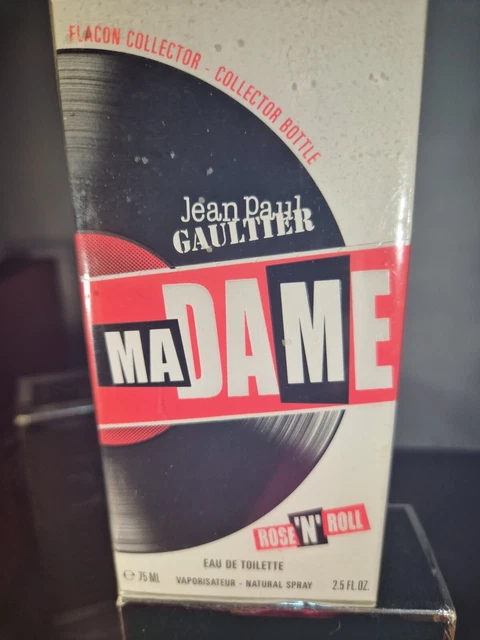 FLACON COLLECTOR - COLLECTOR BOTTLE
Jean Paul
GAULTIER
MADAME
ROSE 'N' ROLL
EAU DE TOILETTE
℮ 75 ML VAPORISATEUR - NATURAL SPRAY 2.5 FL.OZ.